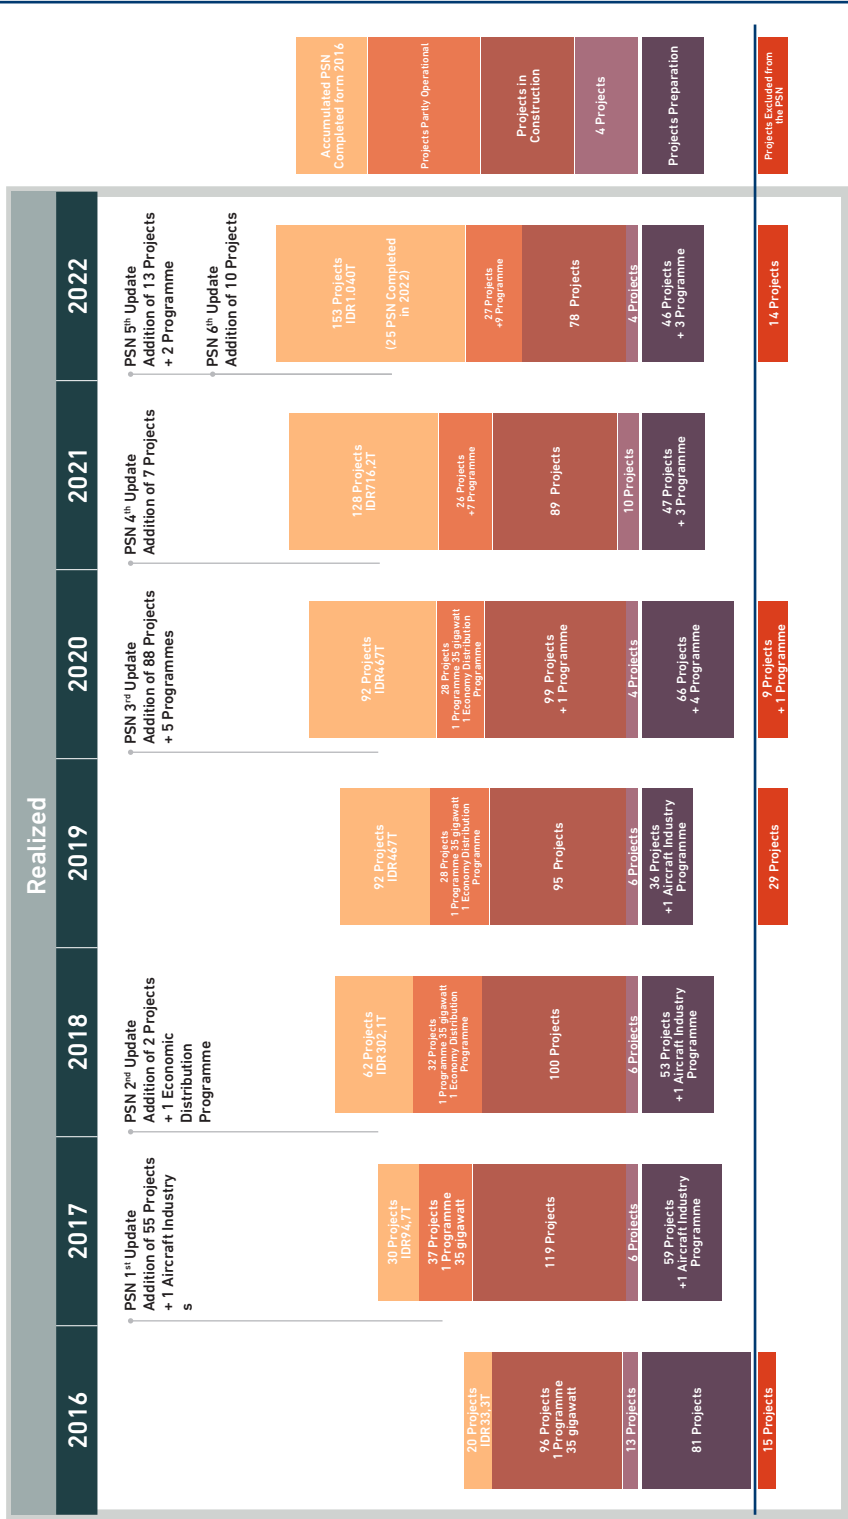 Realized
2016
2017
2018
2019
2020
2021
2022
PSN 1st Update
Addition of 55 Projects
+ 1 Aircraft Industry
s
PSN 2nd Update
Addition of 2 Projects
+ 1 Economic
Distribution
Programme
PSN 3rd Update
Addition of 88 Projects
+ 5 Programmes
PSN 4th Update
Addition of 7 Projects
PSN 5th Update
Addition of 13 Projects
+ 2 Programme
PSN 6th Update
Addition of 10 Projects
20 Projects
IDR33,3T
96 Projects
1 Programme
35 gigawatt
13 Projects
81 Projects
15 Projects
30 Projects
IDR94,7T
37 Projects
1 Programme
35 gigawatt
119 Projects
6 Projects
59 Projects
+1 Aircraft Industry
Programme
62 Projects
IDR302,1T
32 Projects
1 Programme 35 gigawatt
1 Economy Distribution
Programme
100 Projects
6 Projects
53 Projects
+1 Aircraft Industry
Programme
92 Projects
IDR467T
28 Projects
1 Programme 35 gigawatt
1 Economy Distribution
Programme
95 Projects
6 Projects
36 Projects
+1 Aircraft Industry
Programme
29 Projects
92 Projects
IDR467T
28 Projects
1 Programme 35 gigawatt
1 Economy Distribution
Programme
99 Projects
+ 1 Programme
4 Projects
66 Projects
+ 4 Programme
9 Projects
+ 1 Programme
128 Projects
IDR716,2T
26 Projects
+7 Programme
89 Projects
10 Projects
47 Projects
+ 3 Programme
153 Projects
IDR1.040T
(25 PSN Completed
in 2022)
27 Projects
+9 Programme
78 Projects
4 Projects
46 Projects
+ 3 Programme
14 Projects
Accumulated PSN
Completed form 2016
Projects Partly Operational
Projects in
Construction
4 Projects
Projects Preparation
Projects Excluded from
the PSN